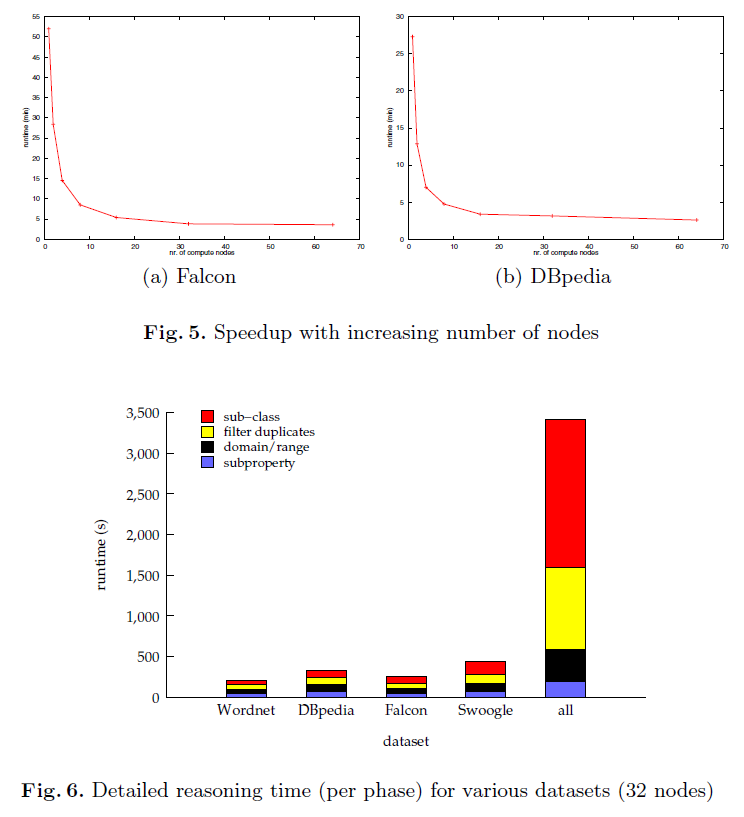 55
50
45
40
35
30
25
20
15
10
5
0
runtime (min)
0 10 20 30 40 50 60 70
nr. of compute nodes
(a) Falcon
30
25
20
15
10
5
0
runtime (min)
0 10 20 30 40 50 60 70
nr. of compute nodes
(b) DBpedia
Fig. 5. Speedup with increasing number of nodes
3,500
3,000
2,500
2,000
1,500
1,000
500
0
runtime (s)
sub-class
filter duplicates
domain/range
subproperty
Wordnet DBpedia Falcon Swoogle all
dataset
Fig. 6. Detailed reasoning time (per phase) for various datasets (32 nodes)